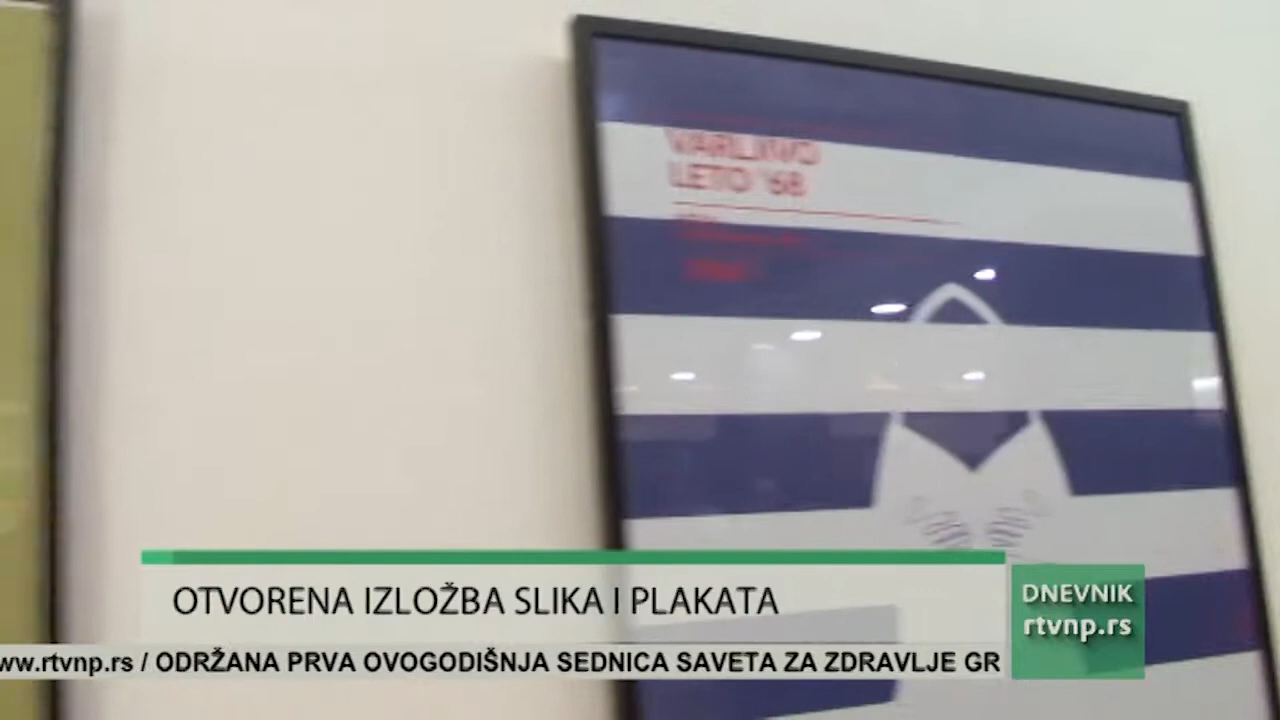 VARLJIVO
LETO '68
OTVORENA IZLOŽBA SLIKA I PLAKATA
DNEVNIK
rtvnp.rs
ww.rtvnp.rs / ODRŽANA PRVA OVOGODIŠNJA SEDNICA SAVETA ZA ZDRAVLJE GR